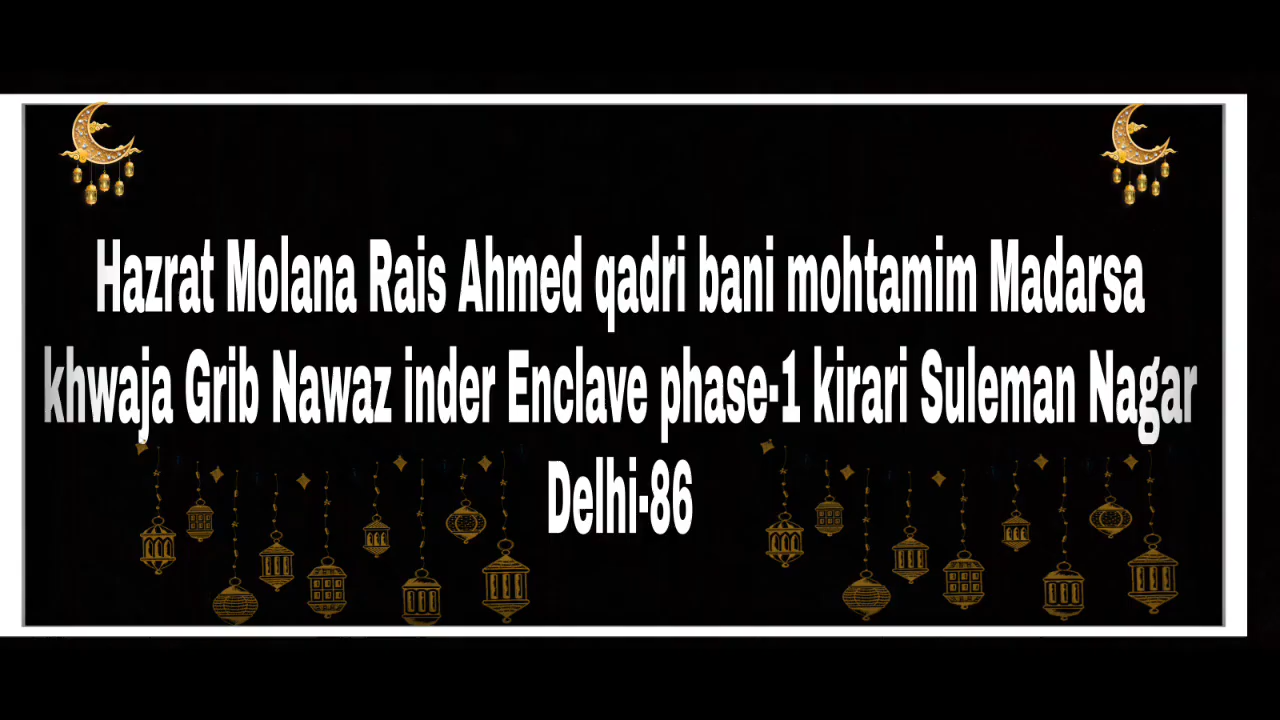 Hazrat Molana Rais Ahmed qadri bani mohtamim Madarsa
khwaja Grib Nawaz inder Enclave phase-1 kirari Suleman Nagar
Delhi-86